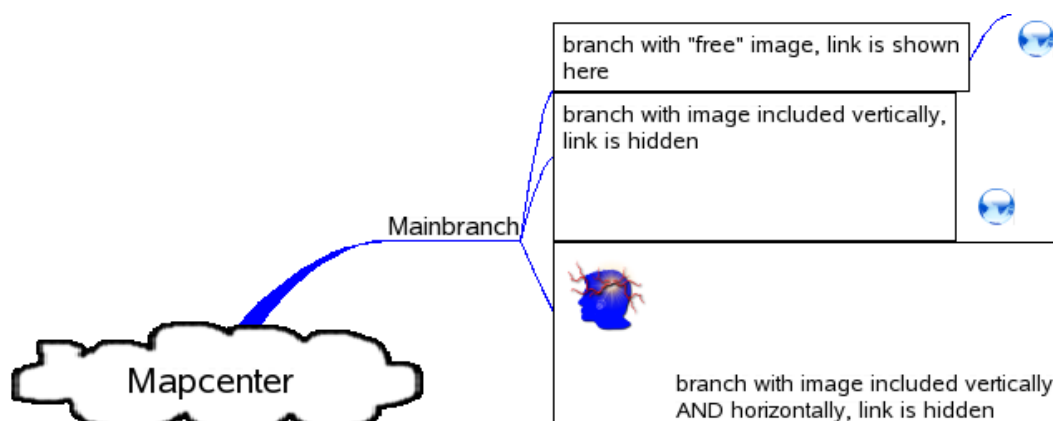 branch with "free" image, link is shown
here
branch with image included vertically,
link is hidden
Mainbranch
Mapcenter
branch with image included vertically
AND horizontally, link is hidden